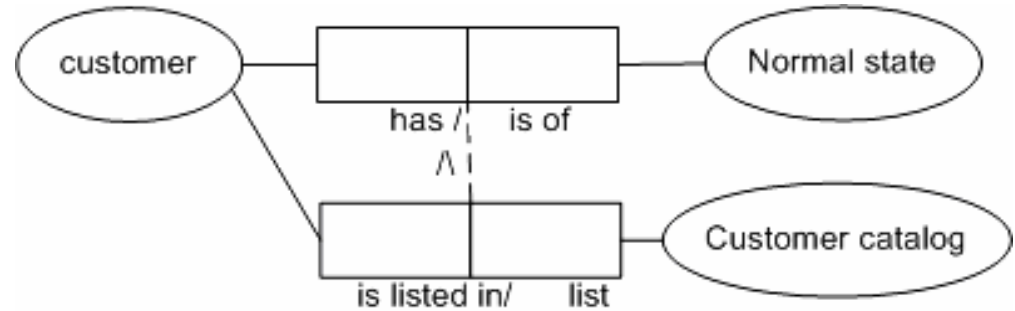 customer
Normal state
has / is of
/\
Customer catalog
is listed in/ list